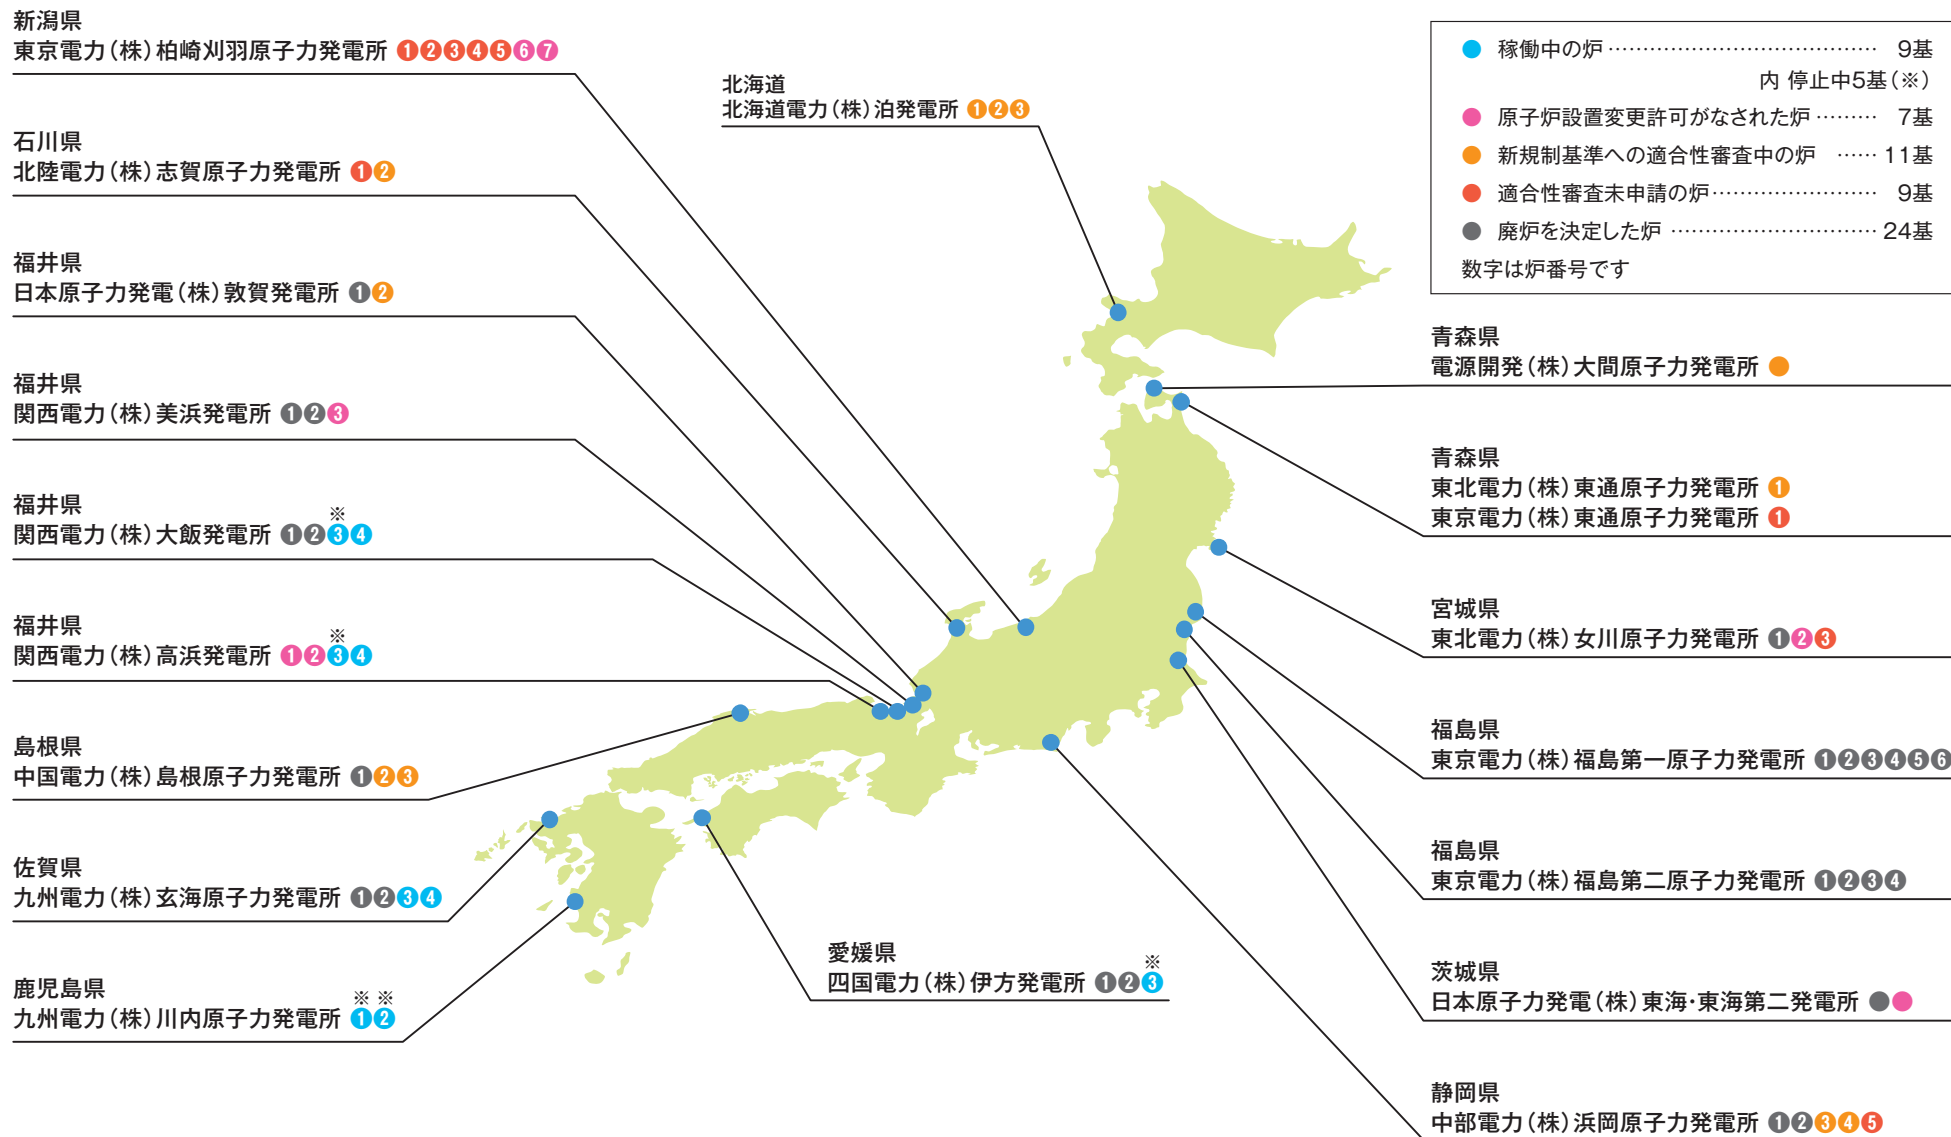 新潟県
東京電力(株)柏崎刈羽原子力発電所 ❶❷❸❹❺❻❼
石川県
北陸電力(株)志賀原子力発電所 ❶❷
福井県
日本原子力発電(株)敦賀発電所 ❶❷
福井県
関西電力(株)美浜発電所 ❶❷❸
福井県
※
関西電力(株)大飯発電所 ❶❷❸❹
福井県
※
関西電力(株)高浜発電所 ❶❷❸❹
島根県
中国電力(株)島根原子力発電所 ❶❷❸
佐賀県
九州電力(株)玄海原子力発電所 ❶❷❸❹
鹿児島県
※ ※
九州電力(株)川内原子力発電所 ❶❷
北海道
北海道電力(株)泊発電所 ❶❷❸
愛媛県
※
四国電力(株)伊方発電所 ❶❷❸
● 稼働中の炉 …………………………………… 9基
内 停止中5基(※)
● 原子炉設置変更許可がなされた炉 ……… 7基
● 新規制基準への適合性審査中の炉 …… 11基
● 適合性審査未申請の炉 …………………… 9基
● 廃炉を決定した炉 ………………………… 24基
数字は炉番号です
青森県
電源開発(株)大間原子力発電所 ●
青森県
東北電力(株)東通原子力発電所 ❶
東京電力(株)東通原子力発電所 ❶
宮城県
東北電力(株)女川原子力発電所 ❶❷❸
福島県
東京電力(株)福島第一原子力発電所 ❶❷❸❹❺❻
福島県
東京電力(株)福島第二原子力発電所 ❶❷❸❹
茨城県
日本原子力発電(株)東海・東海第二発電所 ●●
静岡県
中部電力(株)浜岡原子力発電所 ❶❷❸❹❺